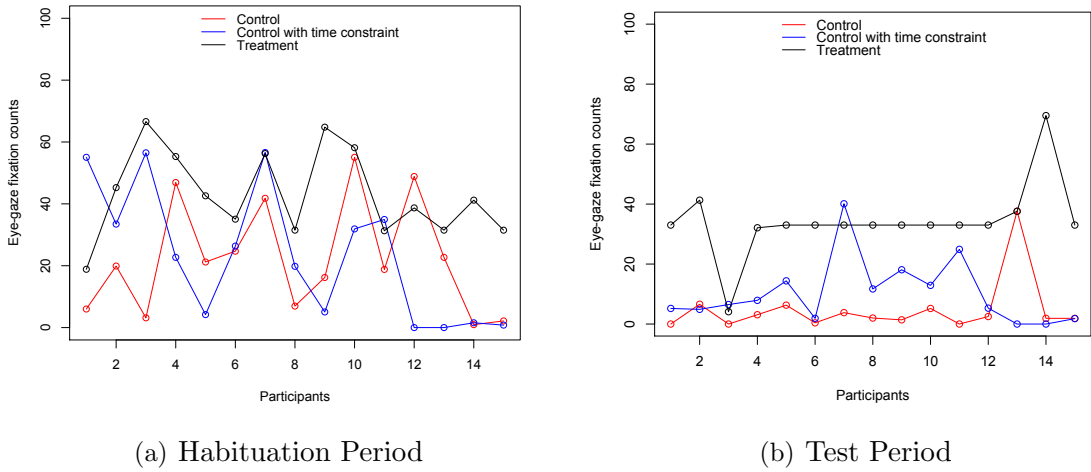 Control
Control with time constraint
Treatment
100
80
60
40
20
0
Eye-gaze fixation counts
2 4 6 8 10 12 14
Participants
(a) Habituation Period
Control
Control with time constraint
Treatment
100
80
60
40
20
0
Eye-gaze fixation counts
2 4 6 8 10 12 14
Participants
(b) Test Period